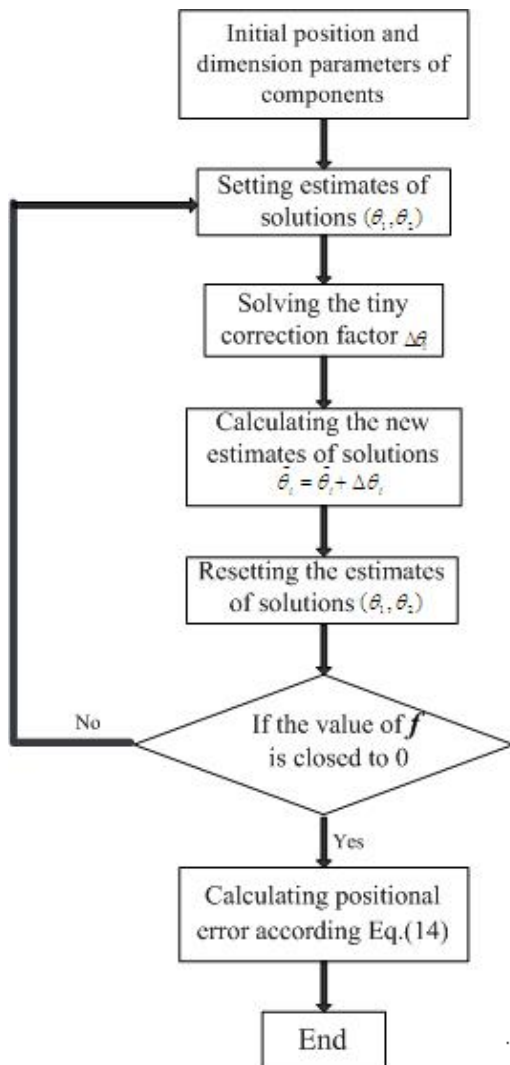 Initial position and
dimension parameters of
components
Setting estimates of
solutions (θ₁,θ₂)
Solving the tiny
correction factor Δθᵢ
Calculating the new
estimates of solutions
θ̄ᵢ = θ̄ᵢ + Δθᵢ
Resetting the estimates
of solutions (θ₁,θ₂)
No
If the value of f
is closed to 0
Yes
Calculating positional
error according Eq.(14)
End